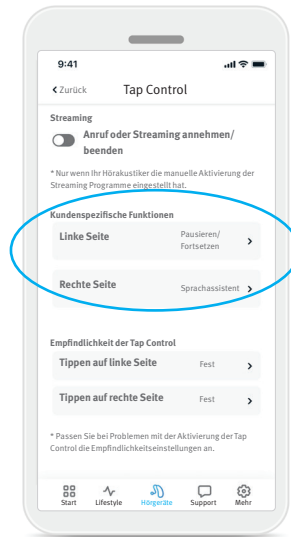 9:41
Zurück Tap Control
Streaming
Anruf oder Streaming annehmen/
beenden
* Nur wenn Ihr Hörakustiker die manuelle Aktivierung der
Streaming Programme eingestellt hat.
Kundenspezifische Funktionen
Linke Seite Pausieren/
Fortsetzen
Rechte Seite Sprachassistent
Empfindlichkeit der Tap Control
Tippen auf linke Seite Fest
Tippen auf rechte Seite Fest
* Passen Sie bei Problemen mit der Aktivierung der Tap
Control die Empfindlichkeitseinstellungen an.
Start Lifestyle Hörgeräte Support Mehr